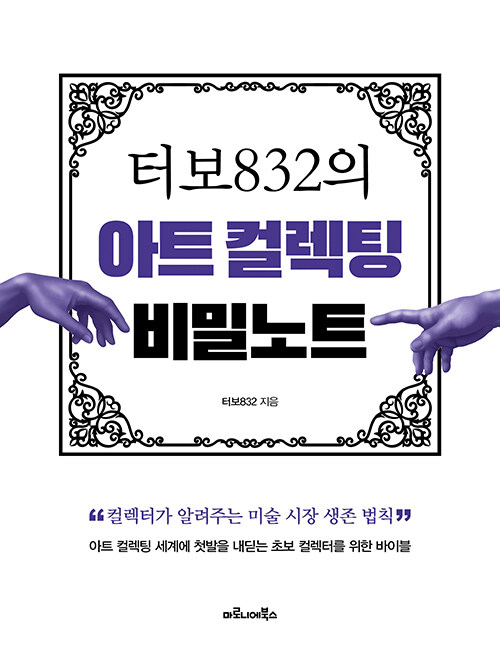 터보832의
아트 컬렉팅
비밀노트
터보832 지음
“컬렉터가 알려주는 미술 시장 생존 법칙”
아트 컬렉팅 세계에 첫발을 내딛는 초보 컬렉터를 위한 바이블
마로니에북스